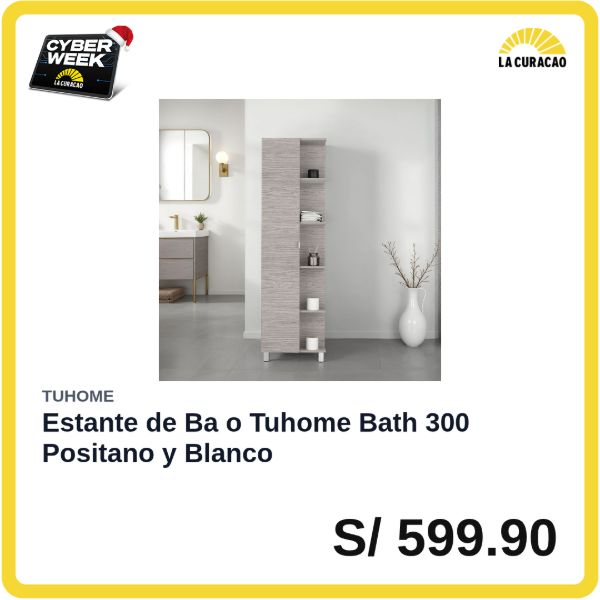 CYBER
WEEK
LA CURACAO
LA CURACAO
TUHOME
Estante de Ba o Tuhome Bath 300
Positano y Blanco
S/ 599.90